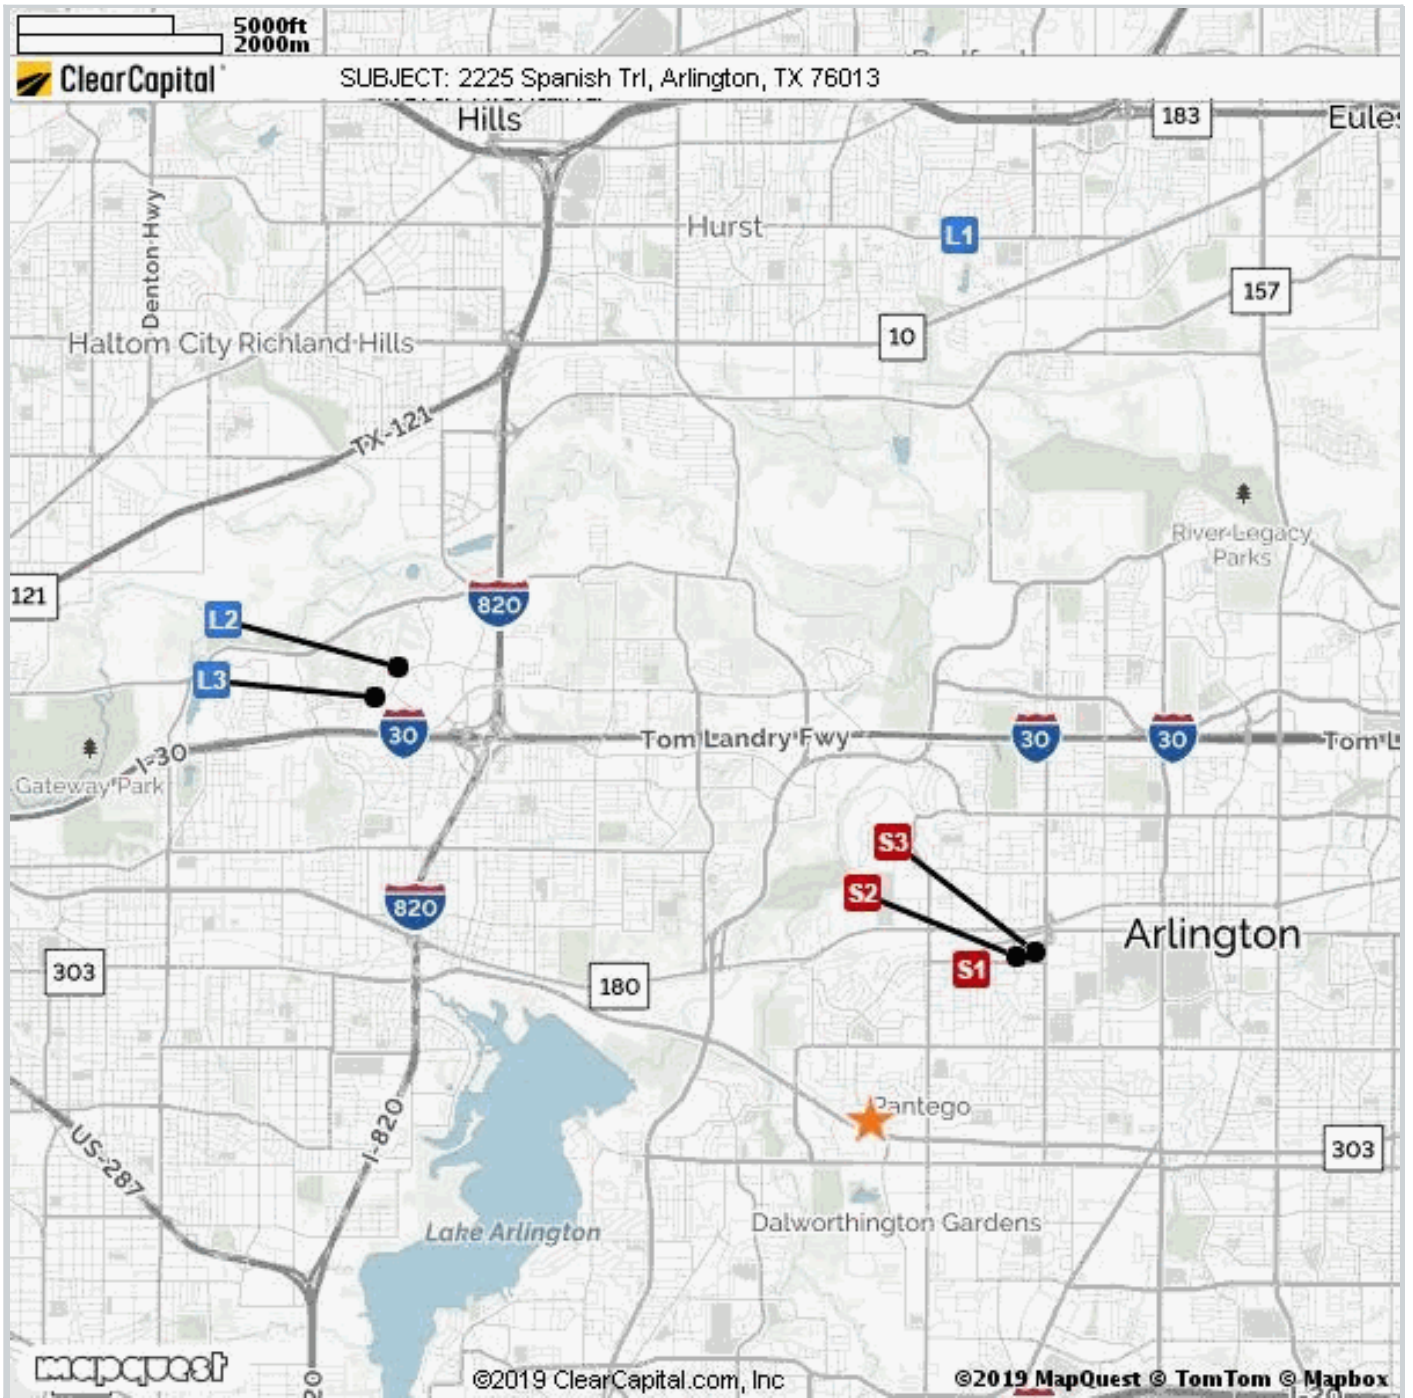 5000ft
2000m
ClearCapital
SUBJECT: 2225 Spanish Trl, Arlington, TX 76013
Hills
183
Eules
Denton Hwy
Hurst
L1
157
10
Haltom City Richland Hills
TX-121
River Legacy
Parks
121
820
L2
L3
30
Tom Landry Fwy
30
30
Tom L
I-30
Gateway Park
S3
S2
820
Arlington
303
S1
180
Pantego
I-820
US-287
303
Dalworthington Gardens
Lake Arlington
mapquest
©2019 ClearCapital.com, Inc
©2019 MapQuest © TomTom © Mapbox
20
I-20